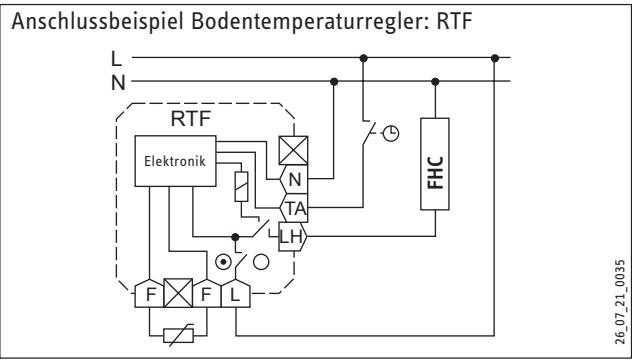 Anschlussbeispiel Bodentemperaturregler: RTF
L
N
RTF
Elektronik
N
TA
LH
FHC
F
F
L
26_07_21_0035